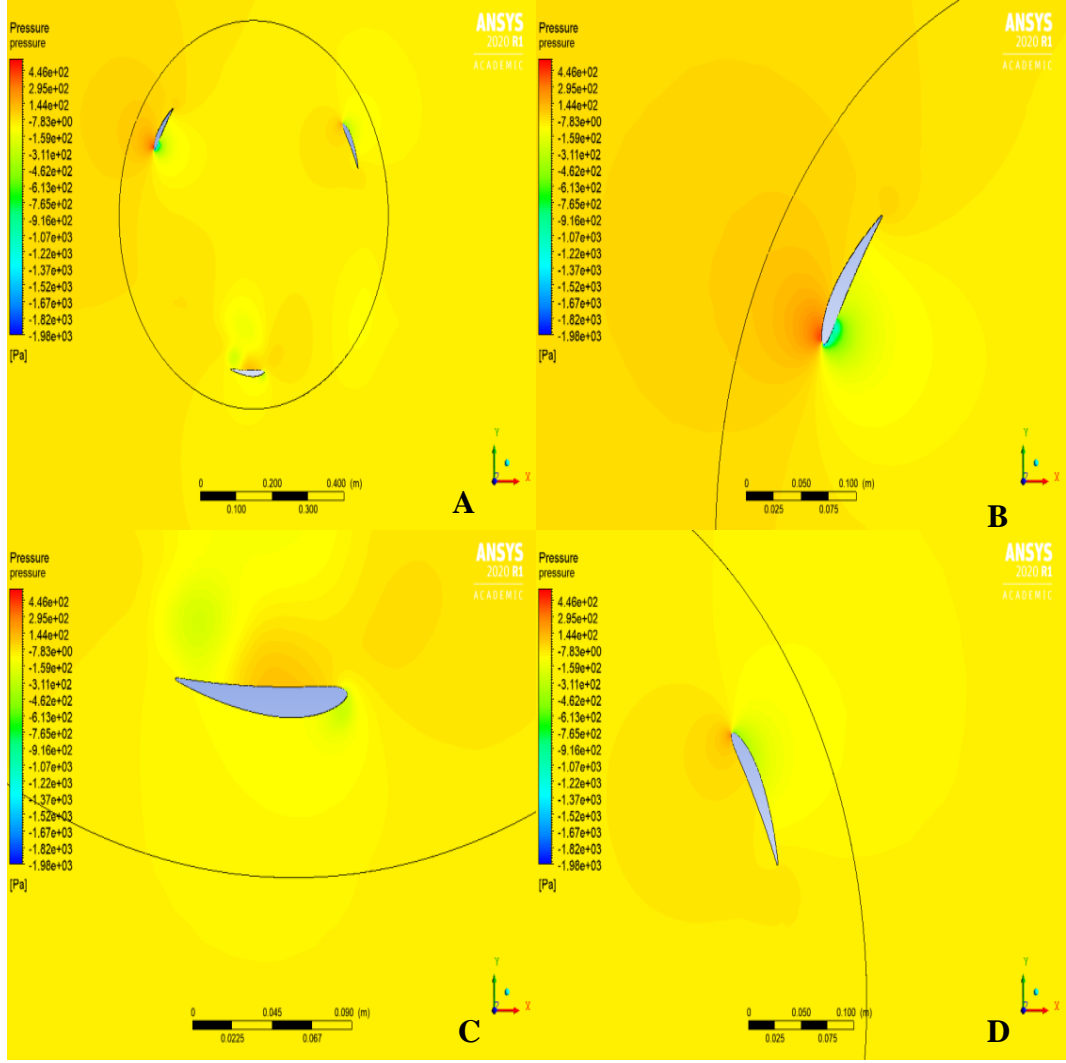 Pressure
pressure
4.46e+02
2.95e+02
1.44e+02
-7.83e+00
-1.59e+02
-3.11e+02
-4.62e+02
-6.13e+02
-9.16e+02
-1.07e+03
-1.22e+03
-1.37e+03
-1.52e+03
-1.67e+03
-1.82e+03
-1.98e+03
[Pa]
ANSYS
2020 R1
ACADEMIC
Y
Z
X
0 0.200 0.400 (m)
0.100 0.300
A
Pressure
pressure
4.46e+02
2.95e+02
1.44e+02
-7.83e+00
-1.59e+02
-3.11e+02
-4.62e+02
-6.13e+02
-9.16e+02
-1.07e+03
-1.22e+03
-1.37e+03
-1.52e+03
-1.67e+03
-1.82e+03
-1.98e+03
[Pa]
ANSYS
2020 R1
ACADEMIC
Y
Z
X
0 0.050 0.100 (m)
0.025 0.075
B
Pressure
pressure
4.46e+02
2.95e+02
1.44e+02
-7.83e+00
-1.59e+02
-3.11e+02
-4.62e+02
-6.13e+02
-9.16e+02
-1.07e+03
-1.22e+03
-1.37e+03
-1.52e+03
-1.67e+03
-1.82e+03
-1.98e+03
[Pa]
ANSYS
2020 R1
ACADEMIC
Y
Z
X
0 0.045 0.090 (m)
0.0225 0.067
C
Pressure
pressure
4.46e+02
2.95e+02
1.44e+02
-7.83e+00
-1.59e+02
-3.11e+02
-4.62e+02
-6.13e+02
-9.16e+02
-1.07e+03
-1.22e+03
-1.37e+03
-1.52e+03
-1.67e+03
-1.82e+03
-1.98e+03
[Pa]
ANSYS
2020 R1
ACADEMIC
Y
Z
X
0 0.050 0.100 (m)
0.025 0.075
D